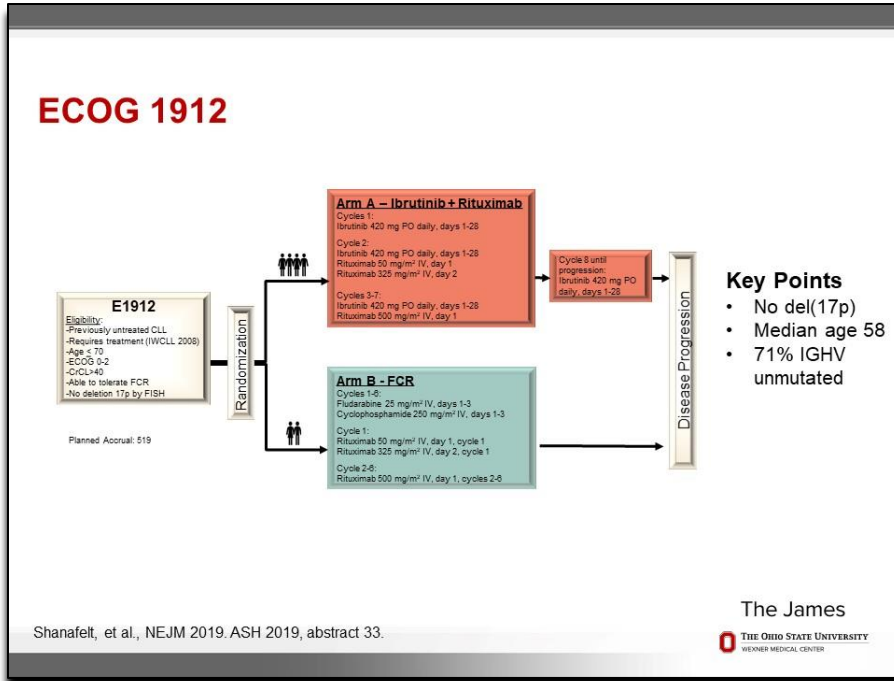 ECOG 1912
E1912
Eligibility:
-Previously untreated CLL
-Requires treatment (IWCLL 2008)
-Age ≤ 70
-ECOG 0-2
-CrCL>40
-Able to tolerate FCR
-No deletion 17p by FISH
Planned Accrual: 519
Randomization
Arm A – Ibrutinib + Rituximab
Cycles 1:
Ibrutinib 420 mg PO daily, days 1-28
Cycle 2:
Ibrutinib 420 mg PO daily, days 1-28
Rituximab 50 mg/m² IV, day 1
Rituximab 325 mg/m² IV, day 2
Cycles 3-7:
Ibrutinib 420 mg PO daily, days 1-28
Rituximab 500 mg/m² IV, day 1
Cycle 8 until
progression:
Ibrutinib 420 mg PO
daily, days 1-28
Arm B - FCR
Cycles 1-6:
Fludarabine 25 mg/m² IV, days 1-3
Cyclophosphamide 250 mg/m² IV, days 1-3
Cycle 1:
Rituximab 50 mg/m² IV, day 1, cycle 1
Rituximab 325 mg/m² IV, day 2, cycle 1
Cycle 2-6:
Rituximab 500 mg/m² IV, day 1, cycles 2-6
Disease Progression
Key Points
• No del(17p)
• Median age 58
• 71% IGHV
unmutated
Shanafelt, et al., NEJM 2019. ASH 2019, abstract 33.
The James
THE OHIO STATE UNIVERSITY
WEXNER MEDICAL CENTER